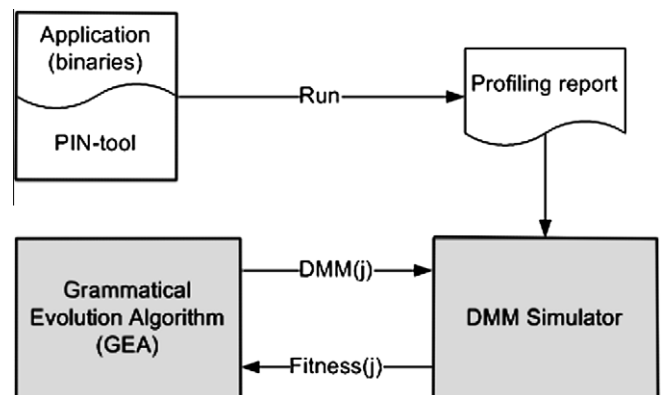 Application
(binaries)
PIN-tool
Run
Profiling report
Grammatical
Evolution Algorithm
(GEA)
DMM(j)
Fitness(j)
DMM Simulator